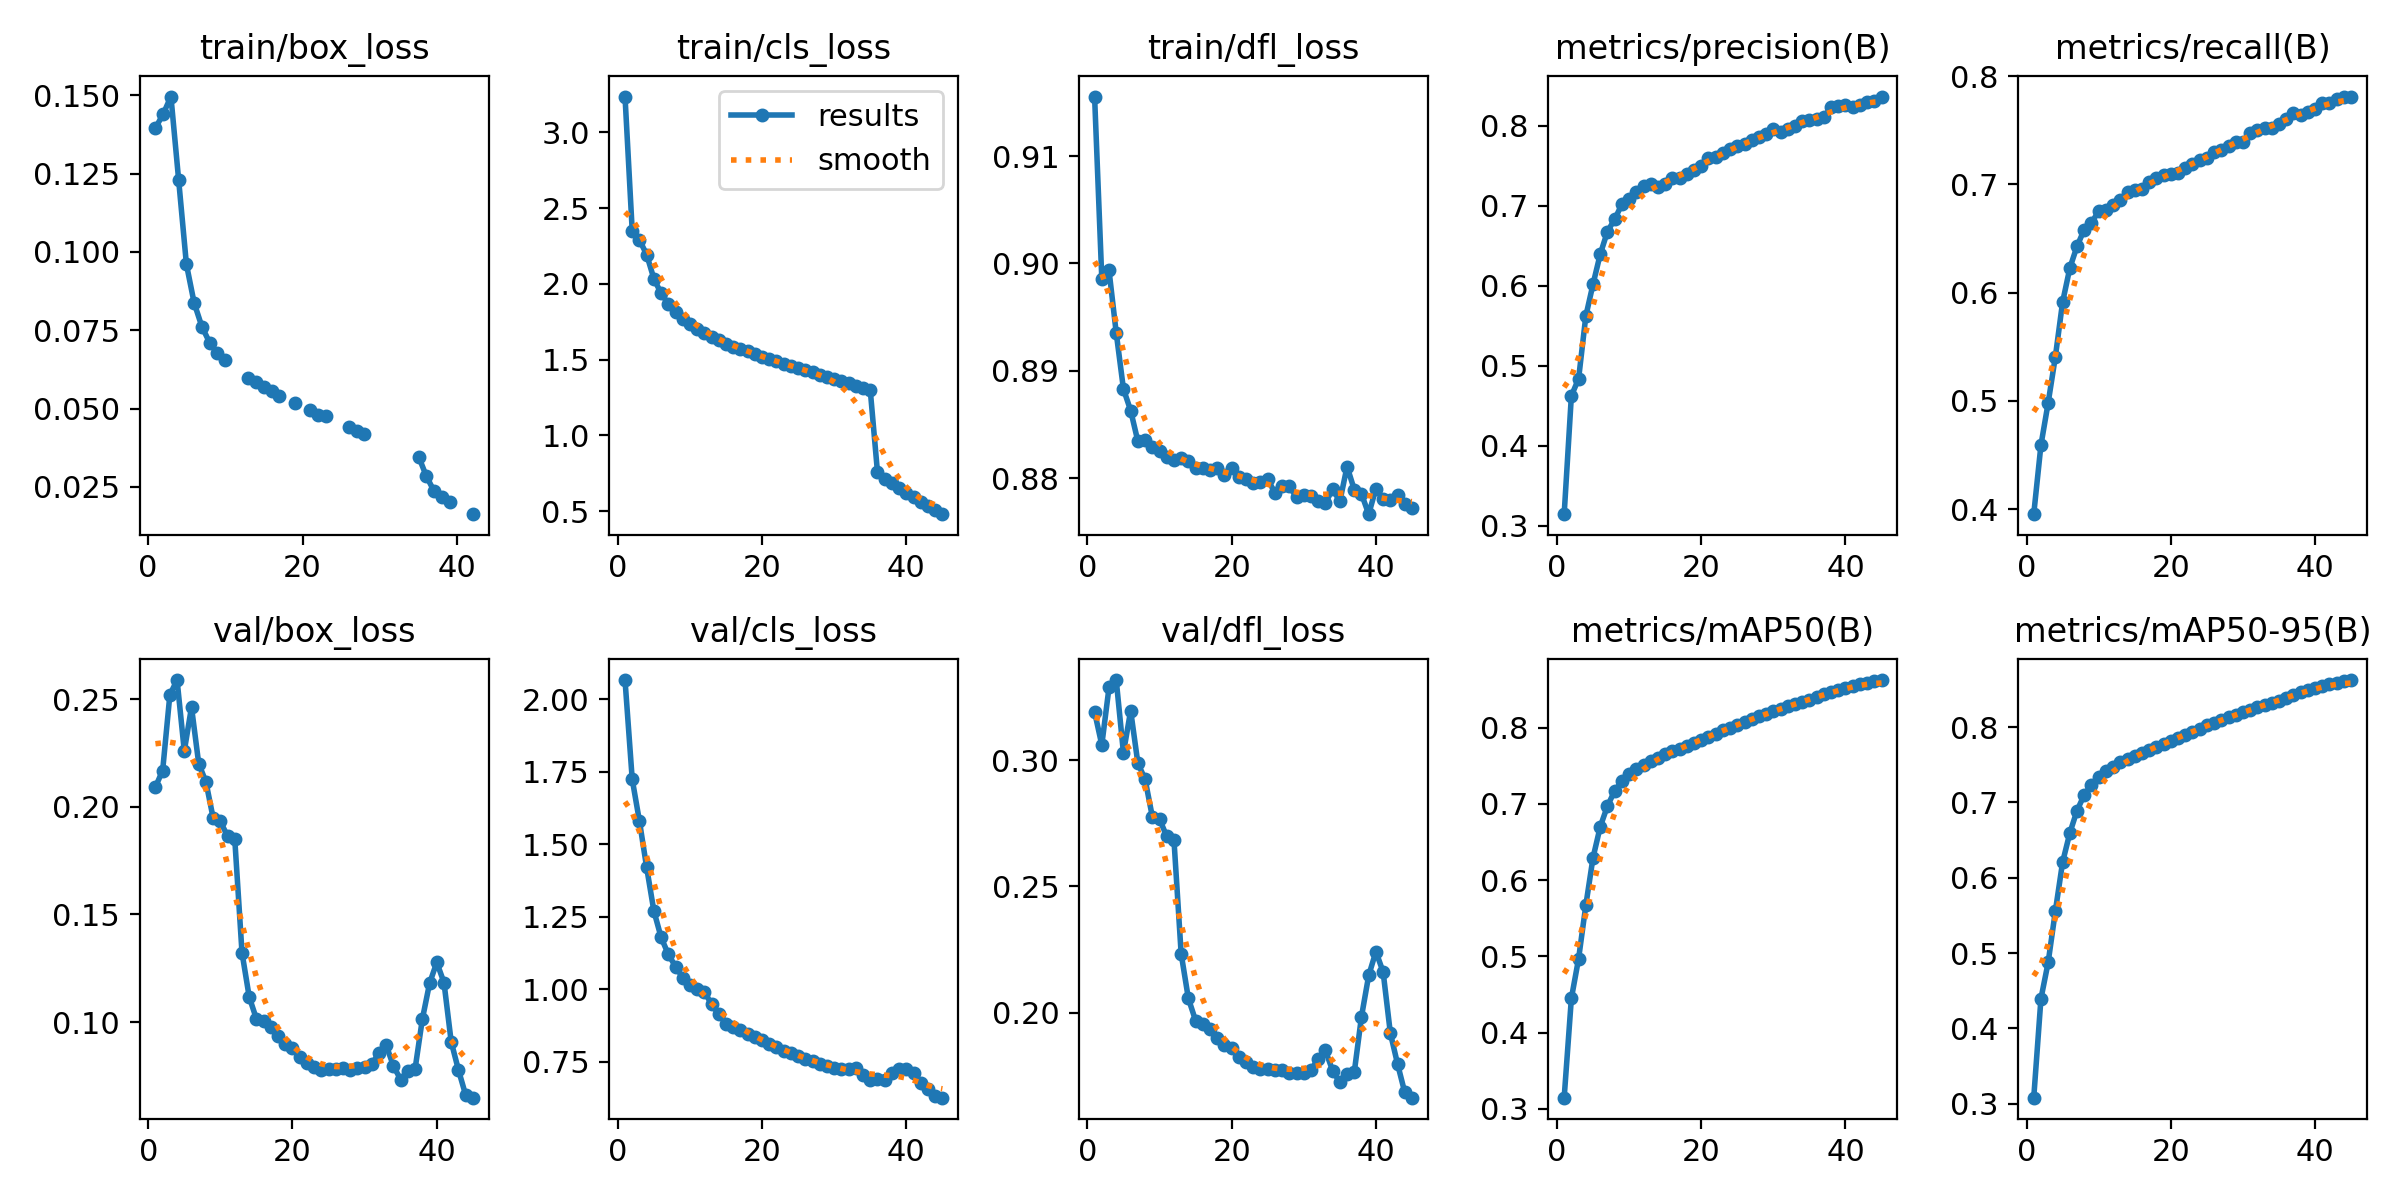 train/box_loss
train/cls_loss
train/dfl_loss
metrics/precision(B)
metrics/recall(B)
0.150
0.125
0.100
0.075
0.050
0.025
0 20 40
results
smooth
3.0
2.5
2.0
1.5
1.0
0.5
0 20 40
0.91
0.90
0.89
0.88
0 20 40
0.8
0.7
0.6
0.5
0.4
0.3
0 20 40
0.8
0.7
0.6
0.5
0.4
0 20 40
val/box_loss
val/cls_loss
val/dfl_loss
metrics/mAP50(B)
metrics/mAP50-95(B)
0.25
0.20
0.15
0.10
0 20 40
2.00
1.75
1.50
1.25
1.00
0.75
0 20 40
0.30
0.25
0.20
0 20 40
0.8
0.7
0.6
0.5
0.4
0.3
0 20 40
0.8
0.7
0.6
0.5
0.4
0.3
0 20 40